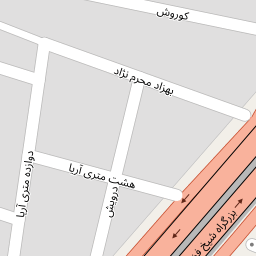 کوروش
بهزاد محرم نژاد
هشت متری آریا
دوازده متری آریا
درویش
بزرگراه شیخ